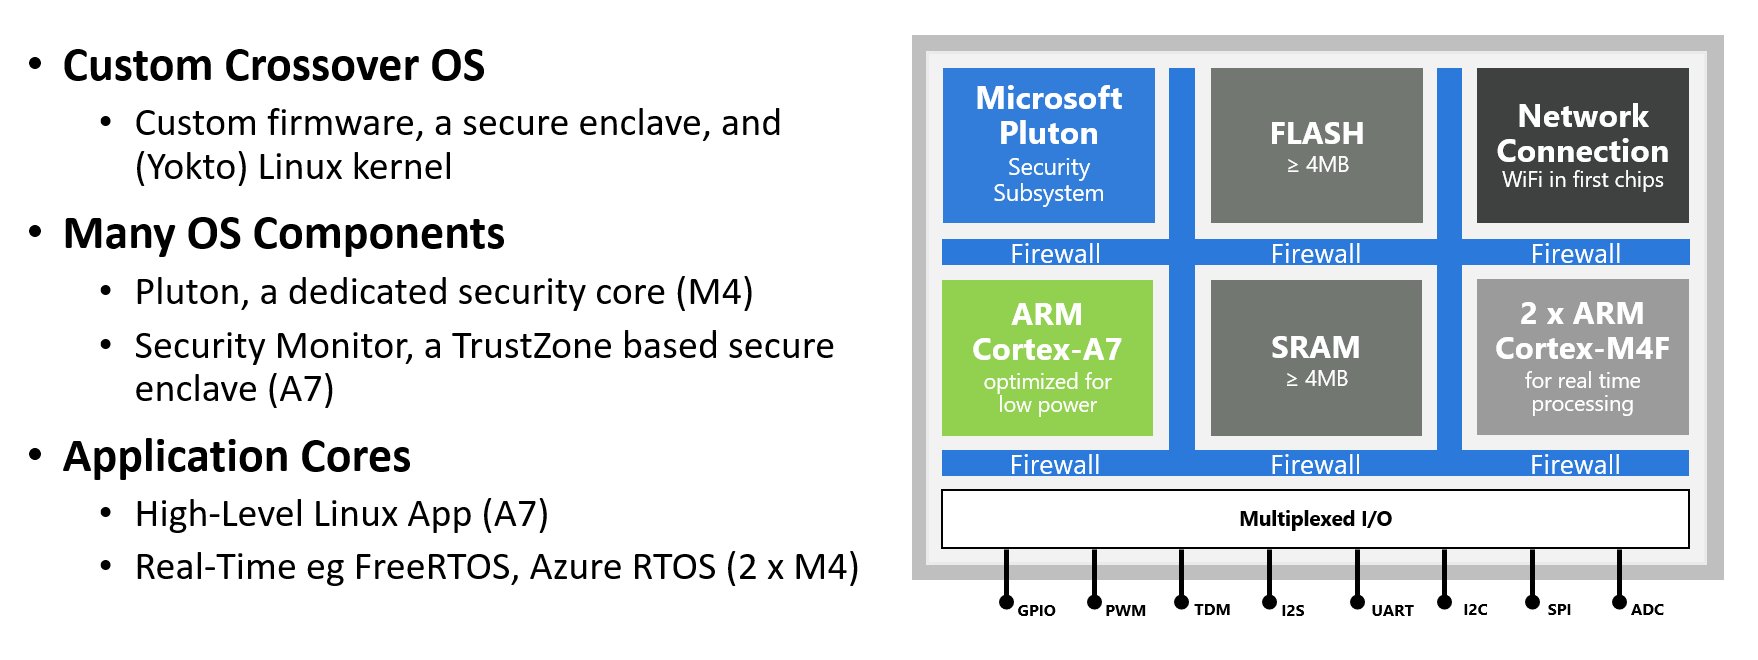 • Custom Crossover OS
• Custom firmware, a secure enclave, and
(Yokto) Linux kernel
• Many OS Components
• Pluton, a dedicated security core (M4)
• Security Monitor, a TrustZone based secure
enclave (A7)
• Application Cores
• High-Level Linux App (A7)
• Real-Time eg FreeRTOS, Azure RTOS (2 x M4)
Microsoft
Pluton
Security
Subsystem
FLASH
≥ 4MB
Network
Connection
WiFi in first chips
Firewall
Firewall
Firewall
ARM
Cortex-A7
optimized for
low power
SRAM
≥ 4MB
2 x ARM
Cortex-M4F
for real time
processing
Firewall
Firewall
Firewall
Multiplexed I/O
GPIO
PWM
TDM
I2S
UART
I2C
SPI
ADC